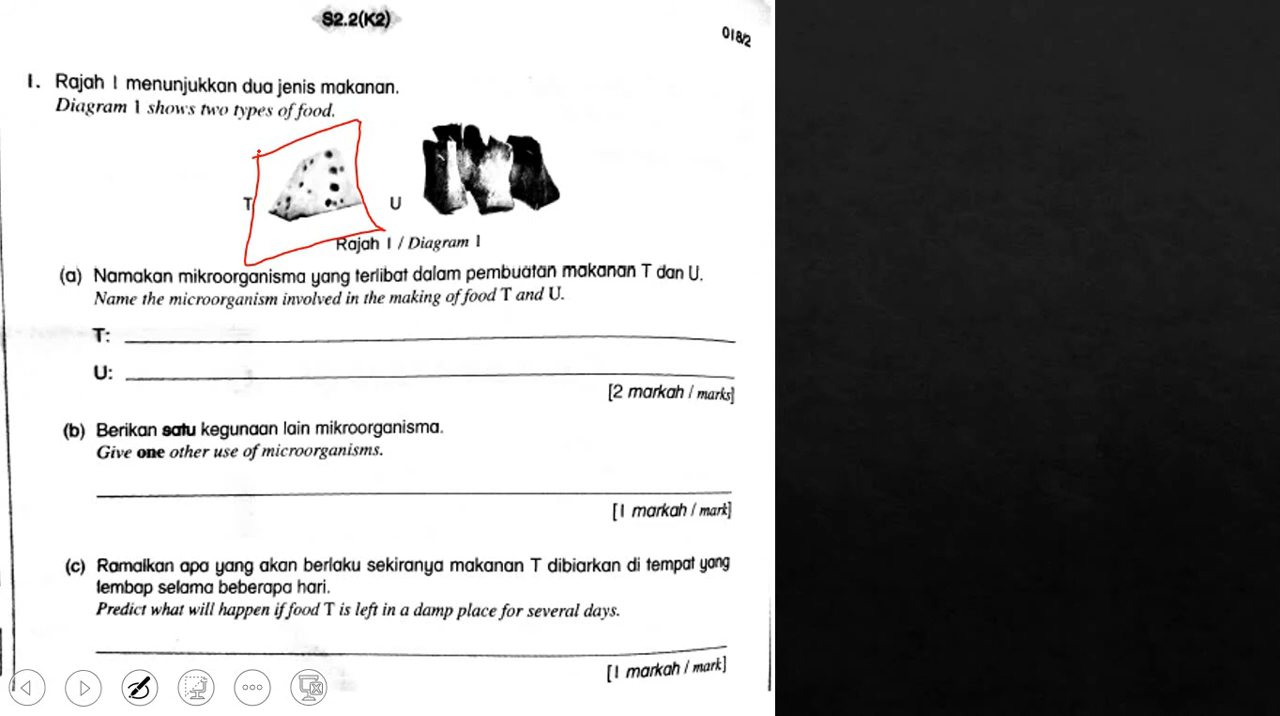 S2.2(K2)
018/2
1. Rajah 1 menunjukkan dua jenis makanan.
Diagram 1 shows two types of food.
T
U
Rajah 1 / Diagram 1
(a) Namakan mikroorganisma yang terlibat dalam pembuatan makanan T dan U.
Name the microorganism involved in the making of food T and U.
T:
U:
[2 markah / marks]
(b) Berikan satu kegunaan lain mikroorganisma.
Give one other use of microorganisms.
[1 markah / mark]
(c) Ramalkan apa yang akan berlaku sekiranya makanan T dibiarkan di tempat yang
lembap selama beberapa hari.
Predict what will happen if food T is left in a damp place for several days.
[1 markah / mark]